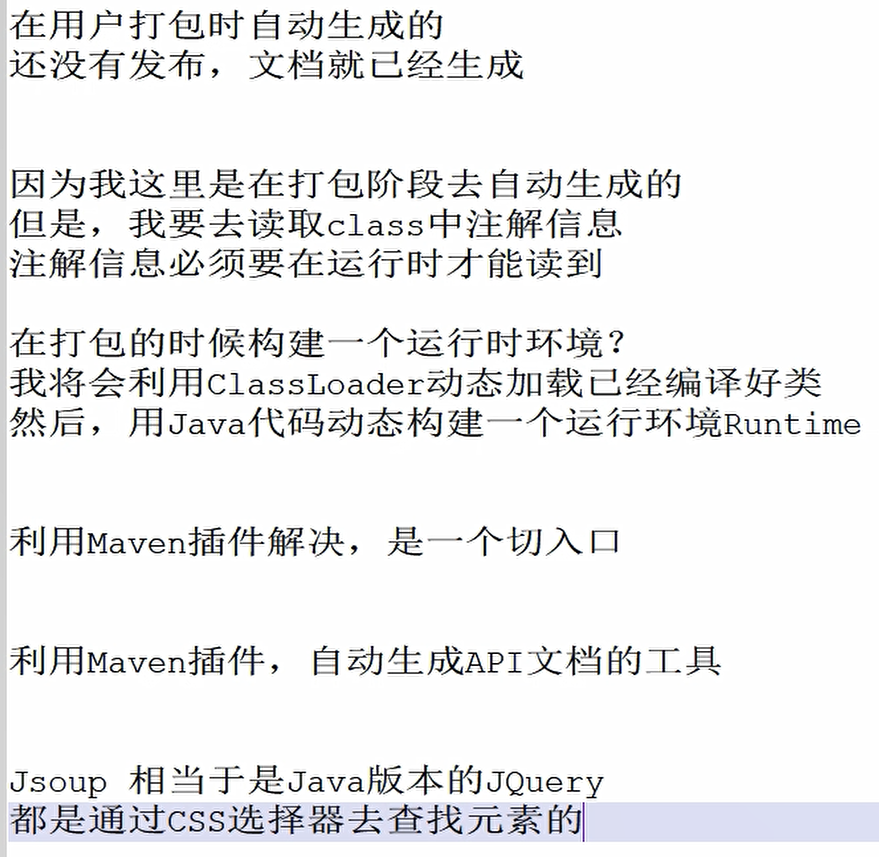 在用户打包时自动生成的
还没有发布，文档就已经生成
因为我这里是在打包阶段去自动生成的
但是，我要去读取class中注解信息
注解信息必须要在运行时才能读到
在打包的时候构建一个运行时环境？
我将会利用ClassLoader动态加载已经编译好类
然后，用Java代码动态构建一个运行环境Runtime
利用Maven插件解决，是一个切入口
利用Maven插件，自动生成API文档的工具
Jsoup 相当于是Java版本的JQuery
都是通过CSS选择器去查找元素的